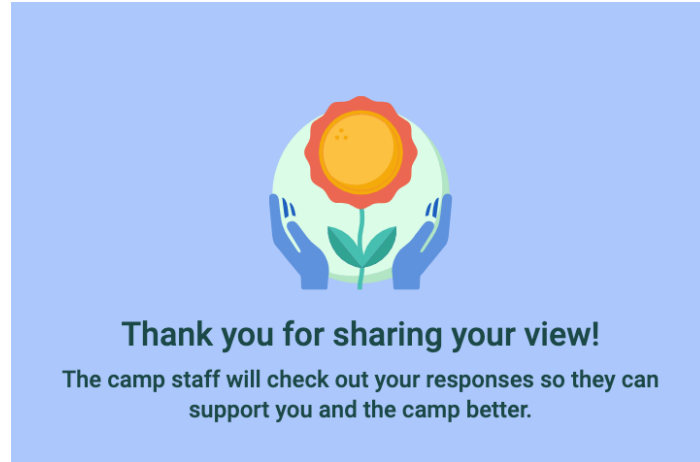 Thank you for sharing your view!
The camp staff will check out your responses so they can
support you and the camp better.